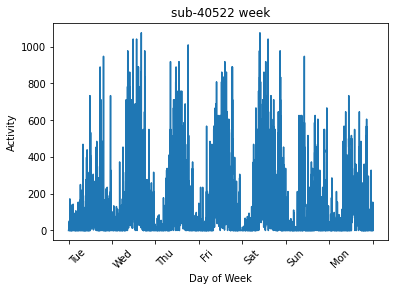 sub-40522 week
Activity
1000
800
600
400
200
0
Tue
Wed
Thu
Fri
Sat
Sun
Mon
Day of Week